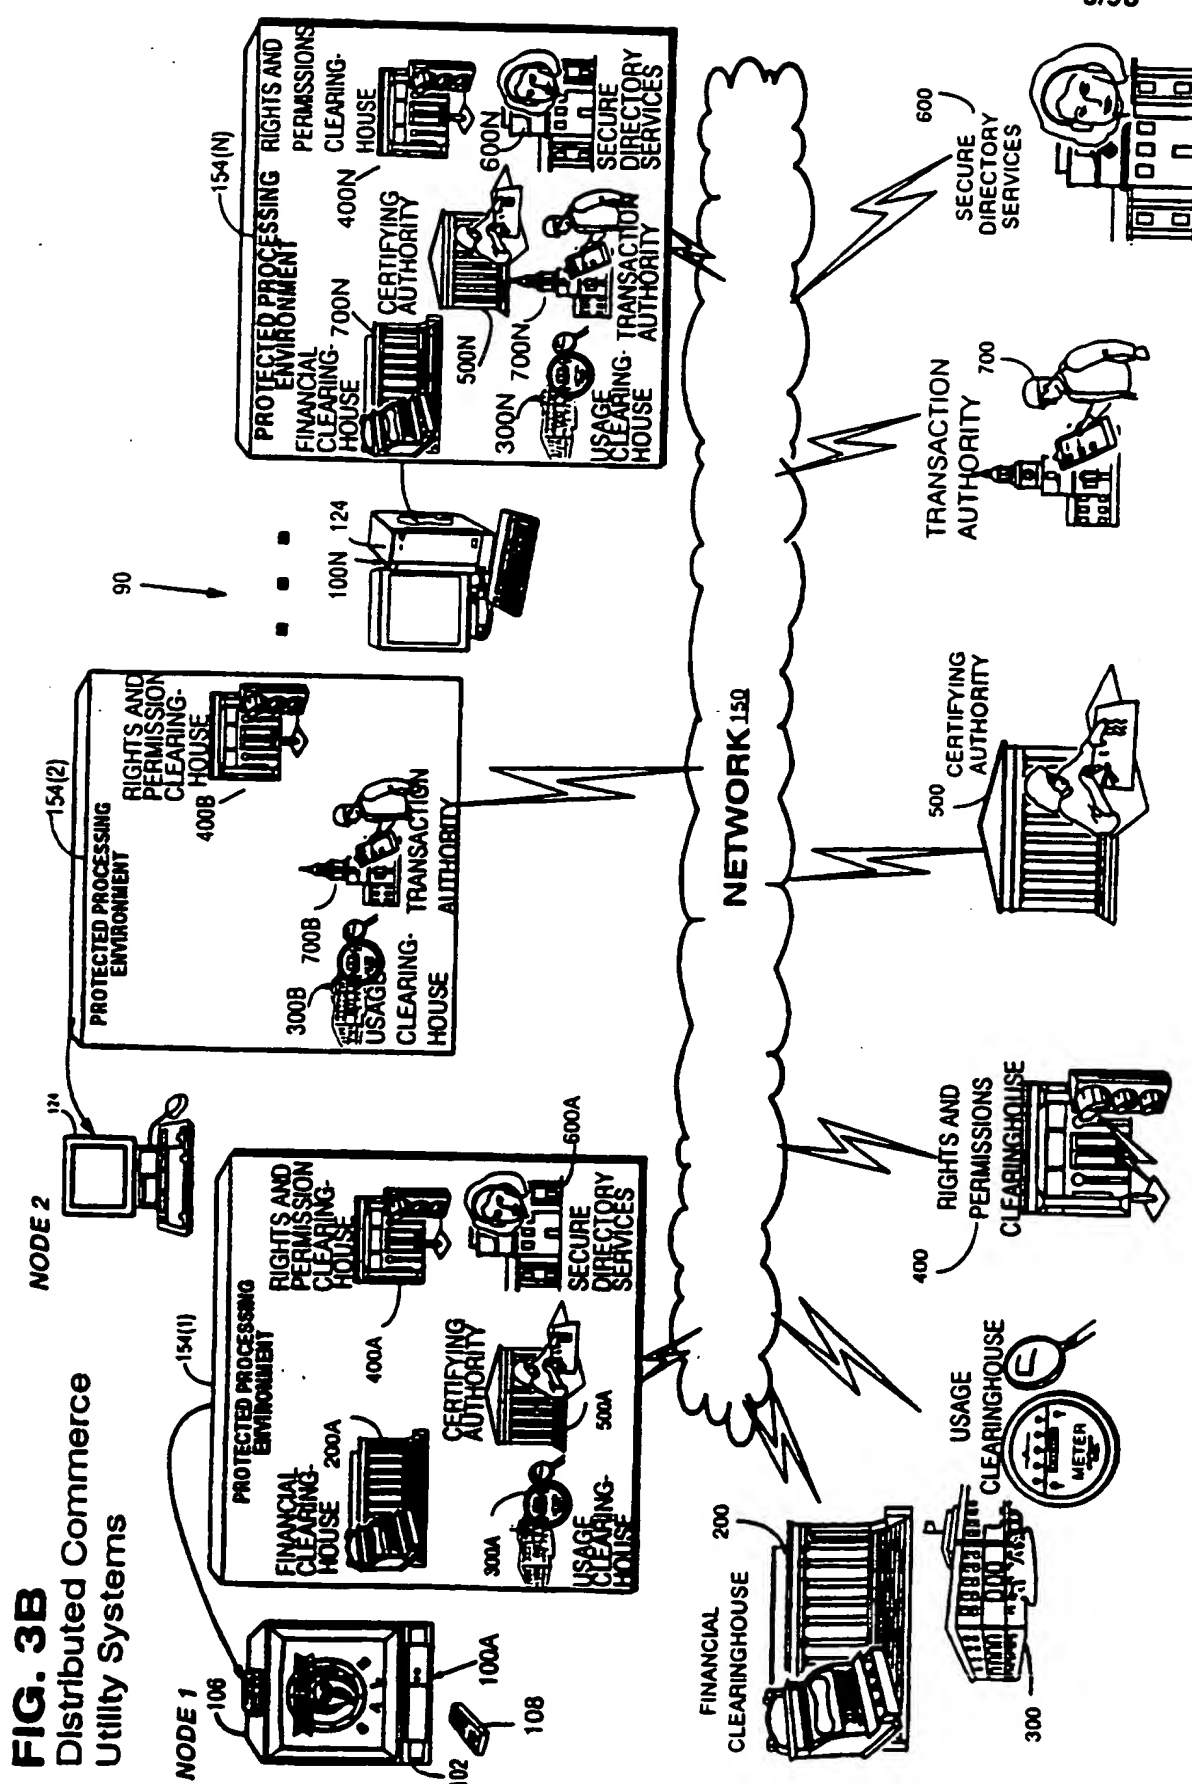 FIG. 3B
Distributed Commerce
Utility Systems
NODE 1
106
102
100A
108
154(1)
PROTECTED PROCESSING
ENVIRONMENT
FINANCIAL
CLEARING-
HOUSE
200A
RIGHTS AND
PERMISSION
CLEARING-
HOUSE
400A
CERTIFYING
AUTHORITY
500A
300A
USAGE
CLEARING-
HOUSE
SECURE
DIRECTORY
SERVICES
600A
NODE 2
124
154(2)
PROTECTED PROCESSING
ENVIRONMENT
RIGHTS AND
PERMISSION
CLEARING-
HOUSE
400B
300B
USAGE
CLEARING-
HOUSE
700B
TRANSACTION
AUTHORITY
90
100N
124
154(N)
PROTECTED PROCESSING
ENVIRONMENT
FINANCIAL
CLEARING-
HOUSE
700N
RIGHTS AND
PERMISSIONS
CLEARING-
HOUSE
400N
CERTIFYING
AUTHORITY
500N
300N
USAGE
CLEARING-
HOUSE
700N
TRANSACTION
AUTHORITY
600N
SECURE
DIRECTORY
SERVICES
NETWORK 150
FINANCIAL
CLEARINGHOUSE
200
USAGE
CLEARINGHOUSE
METER
300
RIGHTS AND
PERMISSIONS
CLEARINGHOUSE
400
500
CERTIFYING
AUTHORITY
TRANSACTION
AUTHORITY
700
600
SECURE
DIRECTORY
SERVICES